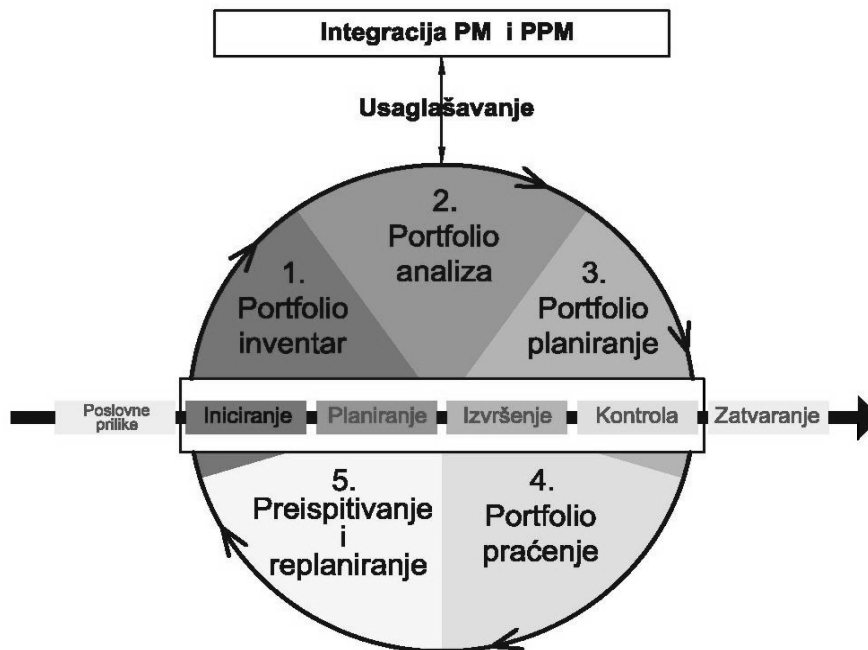 Integracija PM i PPM
Usaglašavanje
2.
Portfolio
analiza
1.
Portfolio
inventar
3.
Portfolio
planiranje
Poslovne
prilike
Iniciranje
Planiranje
Izvršenje
Kontrola
Zatvaranje
5.
Preispitivanje
i
replaniranje
4.
Portfolio
praćenje